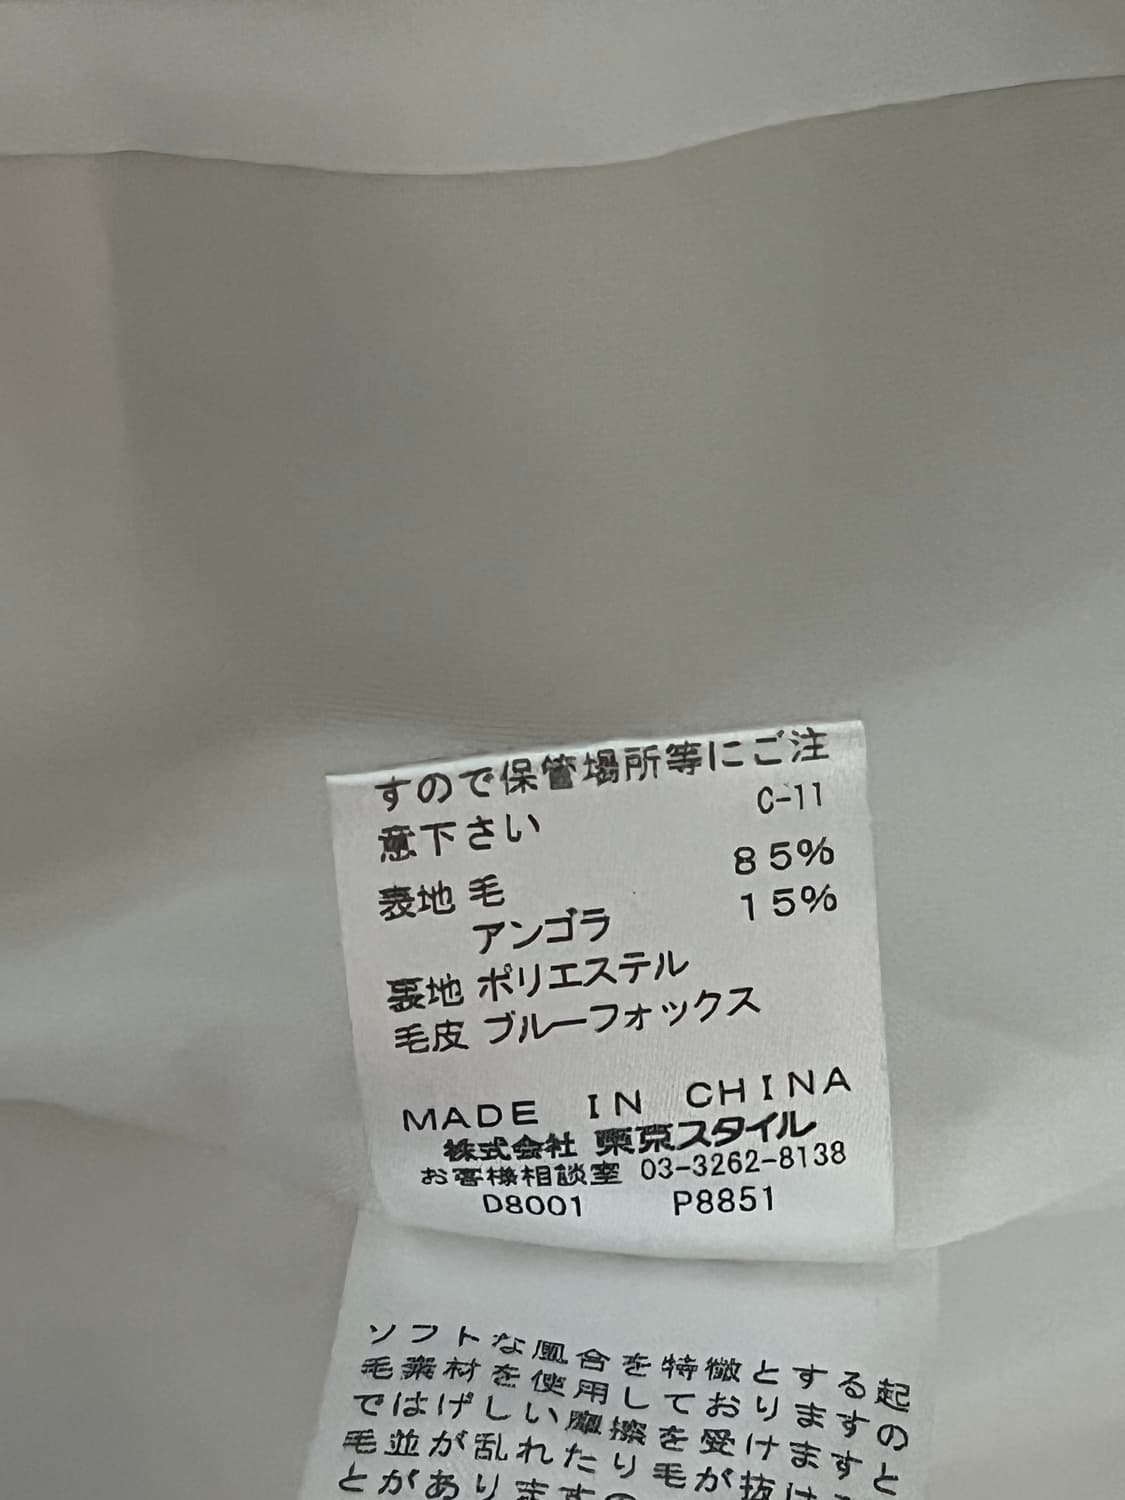 すので保管場所等にご注
意下さい C-11
表地 毛 85%
アンゴラ 15%
裏地 ポリエステル
毛皮 ブルーフォックス
MADE IN CHINA
株式会社 東京スタイル
お客様相談室 03-3262-8138
D8001 P8851
ソフトな風合を特徴とする起
毛素材を使用しておりますの
ではげしい摩擦を受けますと
毛並が乱れたり毛が抜け
とがあります